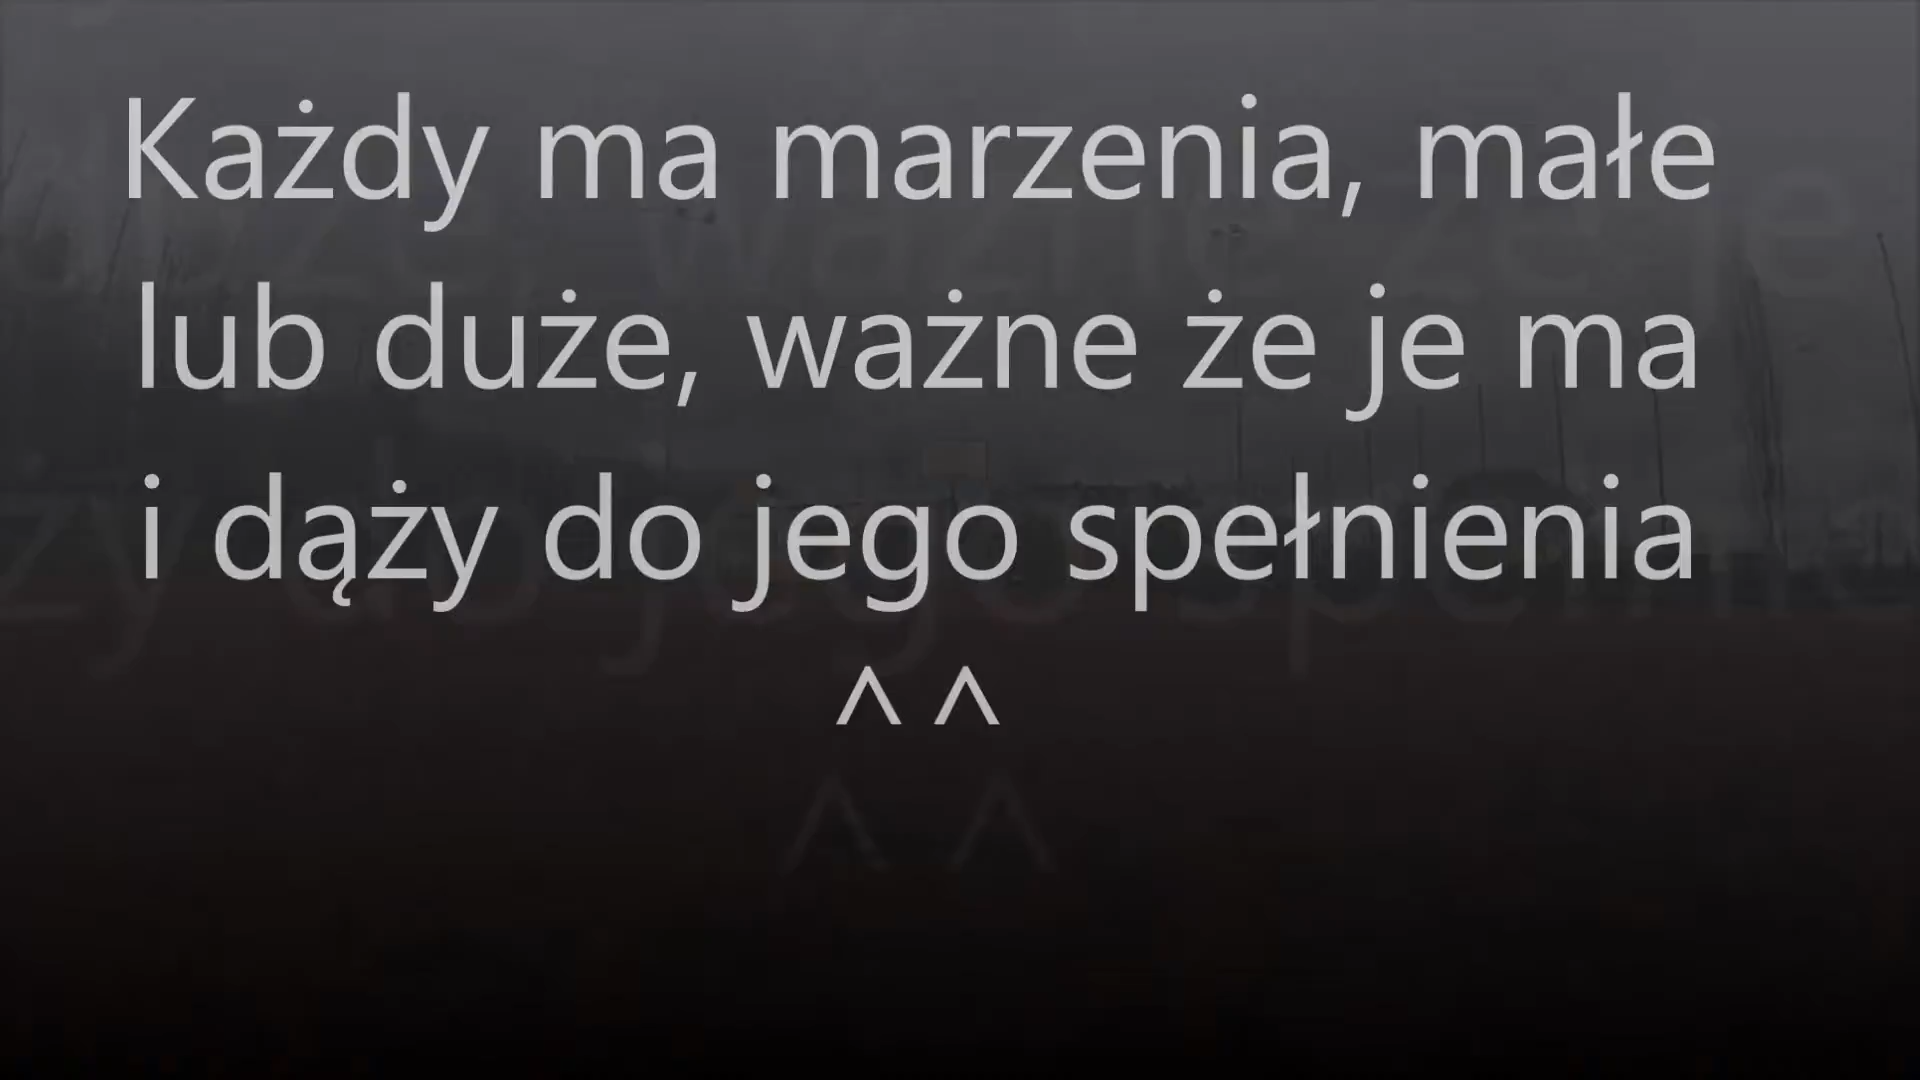 Każdy ma marzenia, małe
lub duże, ważne że je ma
i dąży do jego spełnienia
^ ^